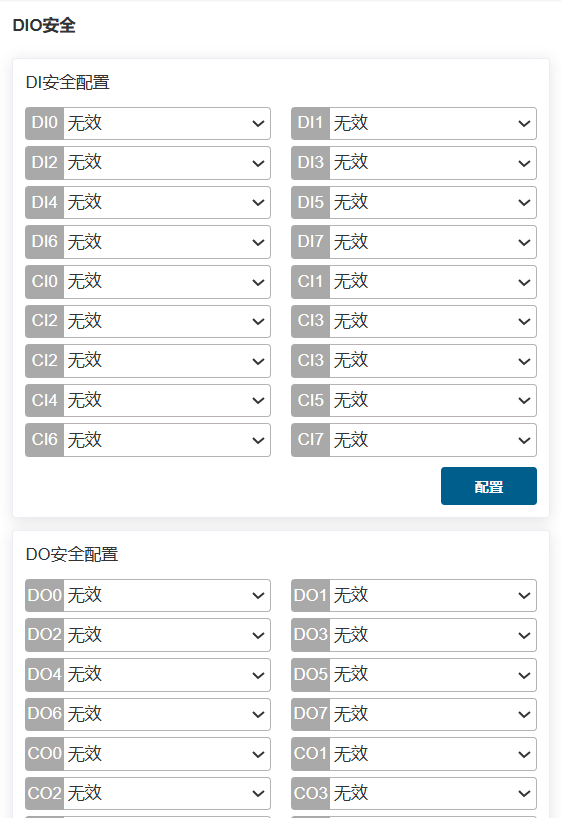 DIO安全
DI安全配置
DI0 无效 DI1 无效
DI2 无效 DI3 无效
DI4 无效 DI5 无效
DI6 无效 DI7 无效
CI0 无效 CI1 无效
CI2 无效 CI3 无效
CI2 无效 CI3 无效
CI4 无效 CI5 无效
CI6 无效 CI7 无效
配置
DO安全配置
DO0 无效 DO1 无效
DO2 无效 DO3 无效
DO4 无效 DO5 无效
DO6 无效 DO7 无效
CO0 无效 CO1 无效
CO2 无效 CO3 无效